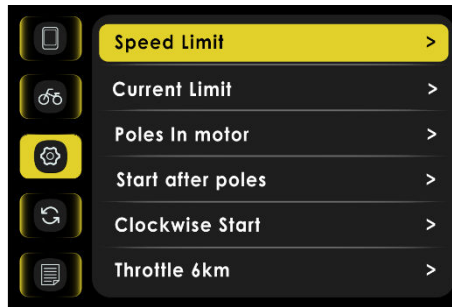 Speed Limit >
Current Limit >
Poles In motor >
Start after poles >
Clockwise Start >
Throttle 6km >